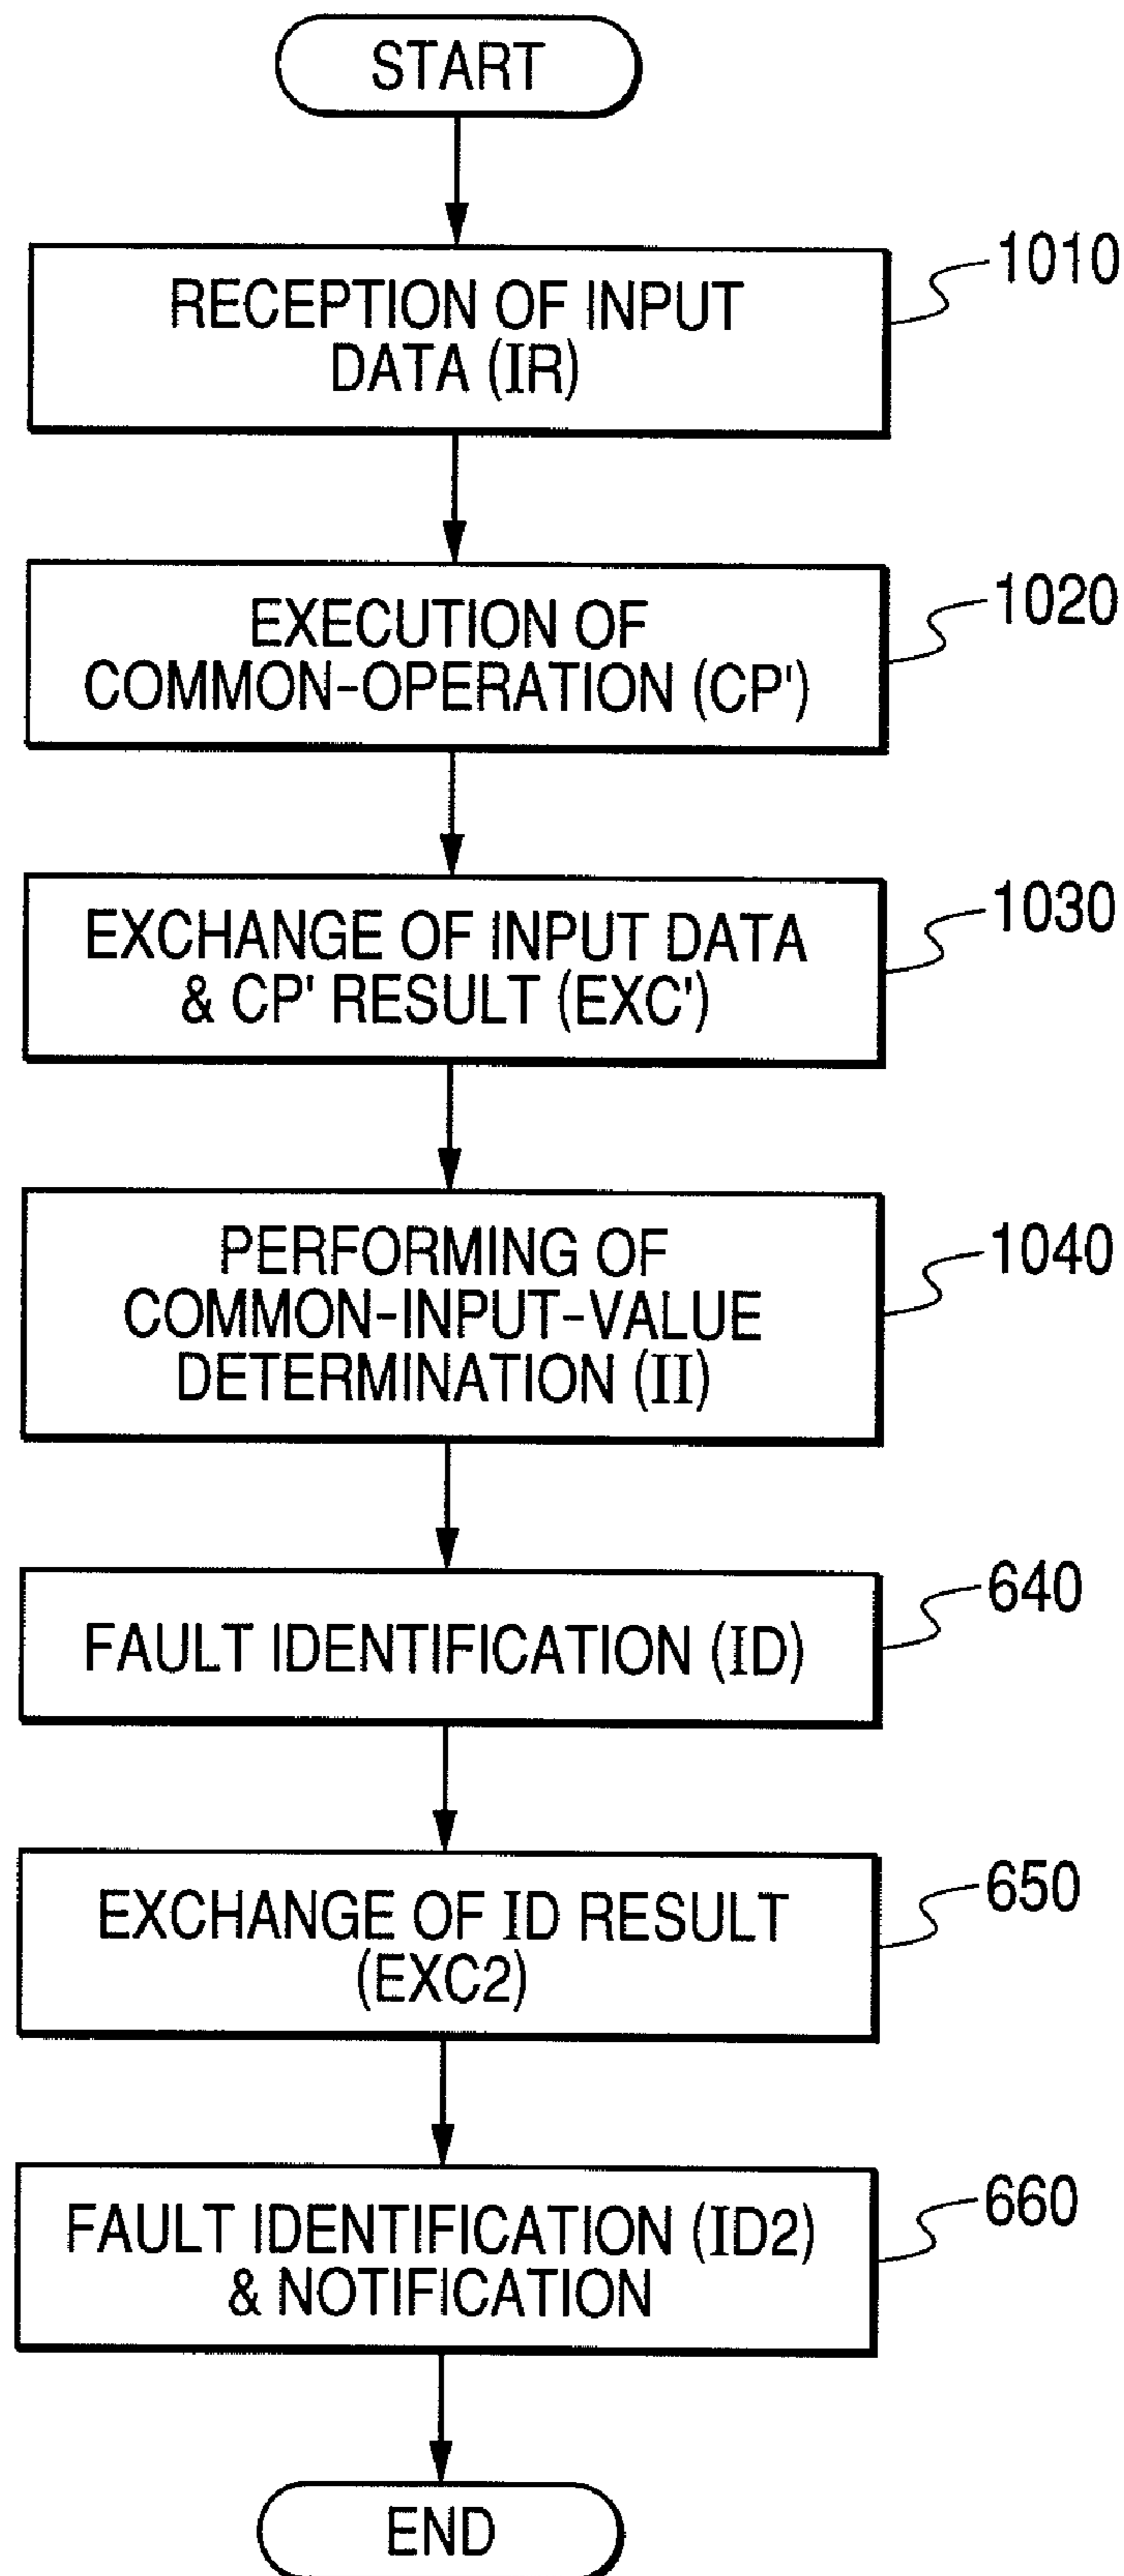 START
RECEPTION OF INPUT
DATA (IR)
1010
EXECUTION OF
COMMON-OPERATION (CP')
1020
EXCHANGE OF INPUT DATA
& CP' RESULT (EXC')
1030
PERFORMING OF
COMMON-INPUT-VALUE
DETERMINATION (II)
1040
FAULT IDENTIFICATION (ID)
640
EXCHANGE OF ID RESULT
(EXC2)
650
FAULT IDENTIFICATION (ID2)
& NOTIFICATION
660
END